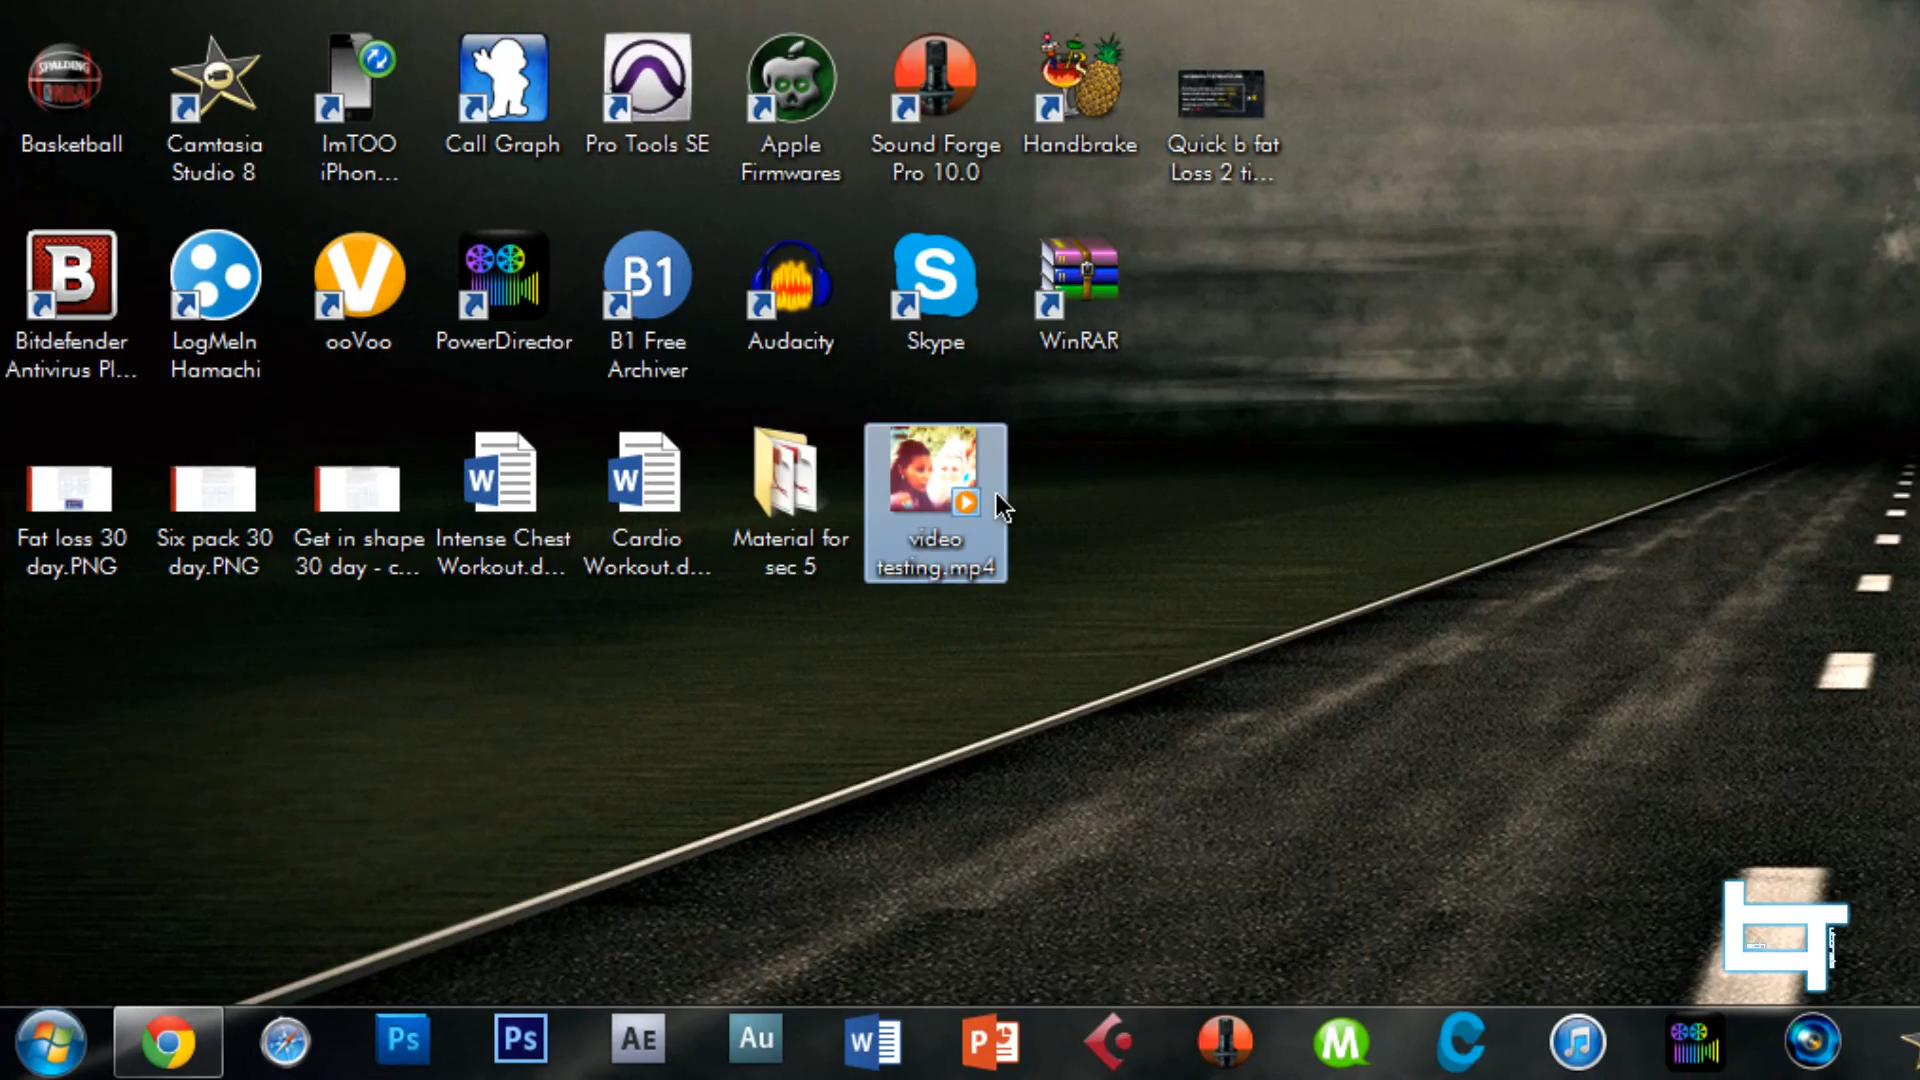 SPALDING
NBA
Basketball
Camtasia
Studio 8
ImTOO
iPhon...
Call Graph
Pro Tools SE
Apple
Firmwares
Sound Forge
Pro 10.0
Handbrake
Quick b fat
Loss 2 ti...
B
Bitdefender
Antivirus Pl...
LogMeIn
Hamachi
V
ooVoo
PowerDirector
B1
B1 Free
Archiver
Audacity
S
Skype
WinRAR
Fat loss 30
day.PNG
Six pack 30
day.PNG
Get in shape
30 day - c...
W
Intense Chest
Workout.d...
W
Cardio
Workout.d...
Material for
sec 5
video
testing.mp4
Ps
Ps
AE
Au
W
P
M
C